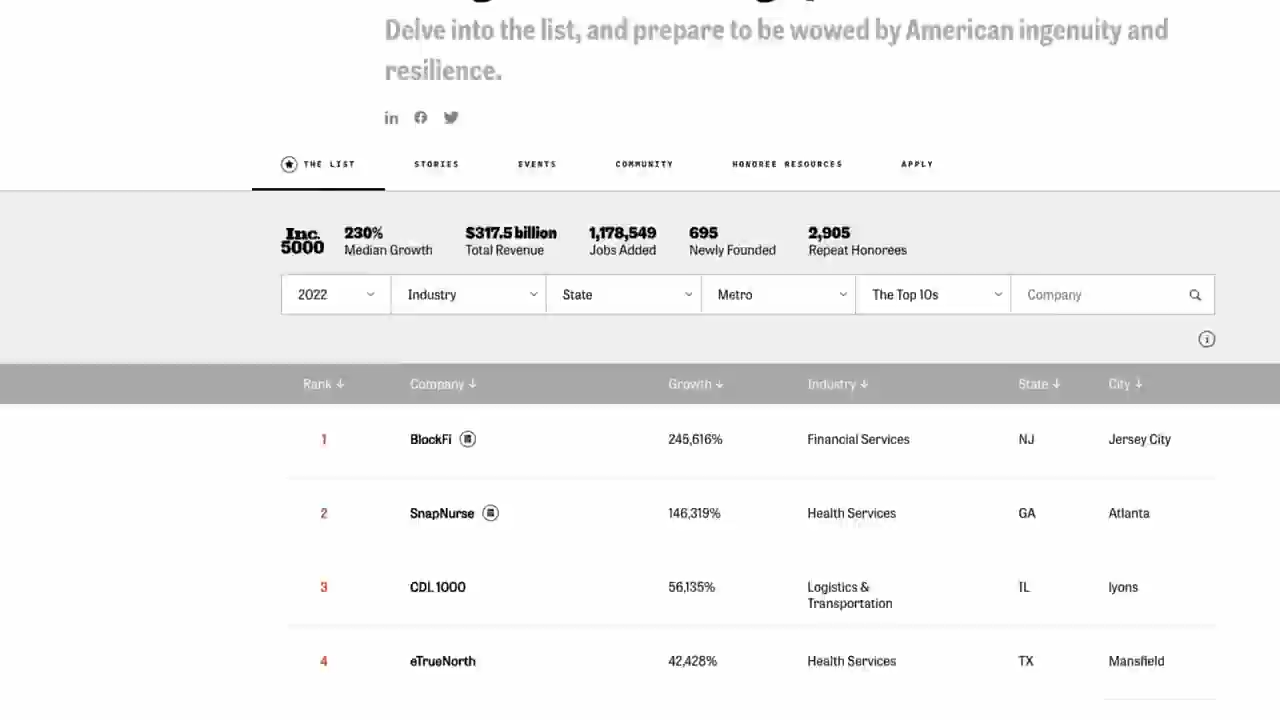 Delve into the list, and prepare to be wowed by American ingenuity and
resilience.
in
THE LIST STORIES EVENTS COMMUNITY HONOREE RESOURCES APPLY
Inc. 5000 230% $317.5 billion 1,178,549 695 2,905
Median Growth Total Revenue Jobs Added Newly Founded Repeat Honorees
2022 Industry State Metro The Top 10s Company
Rank ↓ Company ↓ Growth ↓ Industry ↓ State ↓ City ↓
1 BlockFi 245,616% Financial Services NJ Jersey City
2 SnapNurse 146,319% Health Services GA Atlanta
3 CDL 1000 56,135% Logistics & IL lyons
Transportation
4 eTrueNorth 42,428% Health Services TX Mansfield